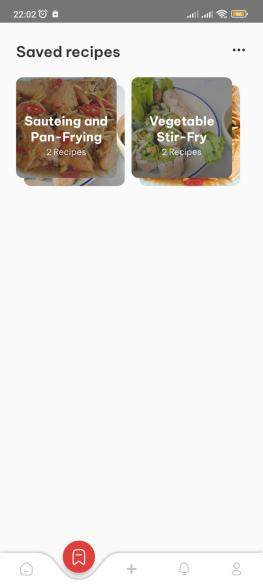 22:02
Saved recipes
Sauteing and
Pan-Frying
2 Recipes
Vegetable
Stir-Fry
2 Recipes